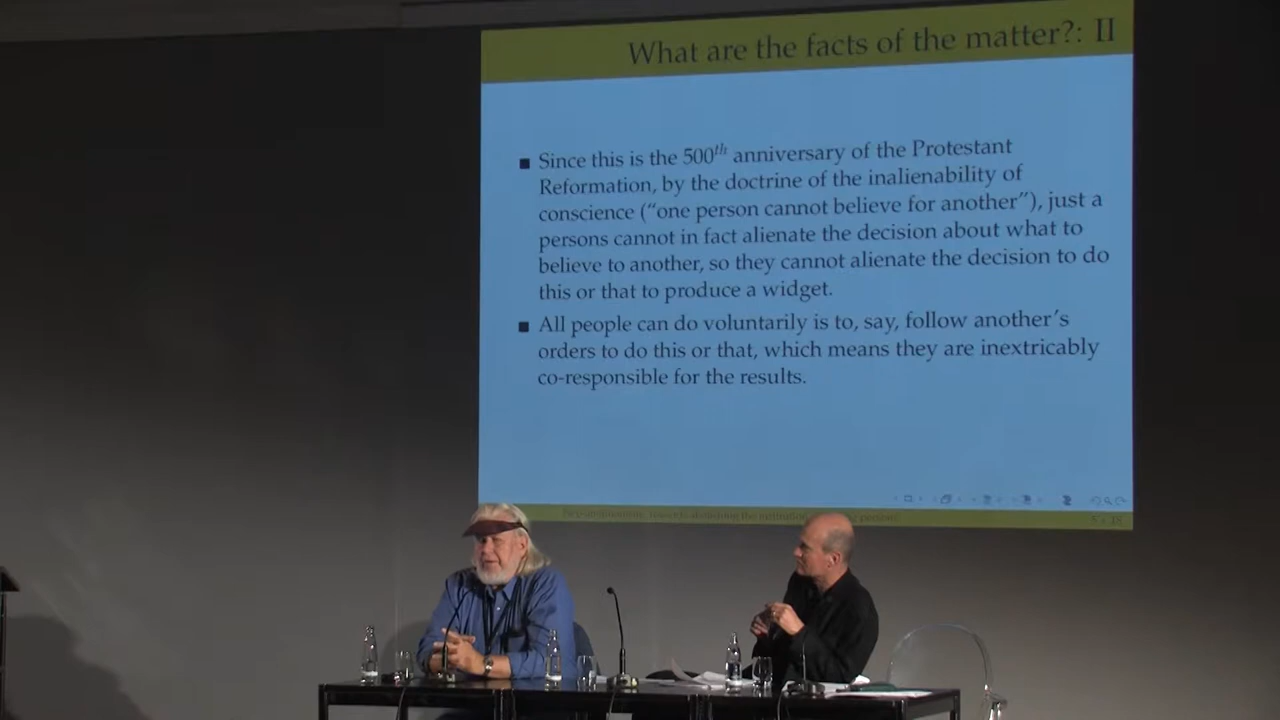 What are the facts of the matter?: II
■ Since this is the 500th anniversary of the Protestant
Reformation, by the doctrine of the inalienability of
conscience (“one person cannot believe for another”), just a
persons cannot in fact alienate the decision about what to
believe to another, so they cannot alienate the decision to do
this or that to produce a widget.
■ All people can do voluntarily is to, say, follow another’s
orders to do this or that, which means they are inextricably
co-responsible for the results.